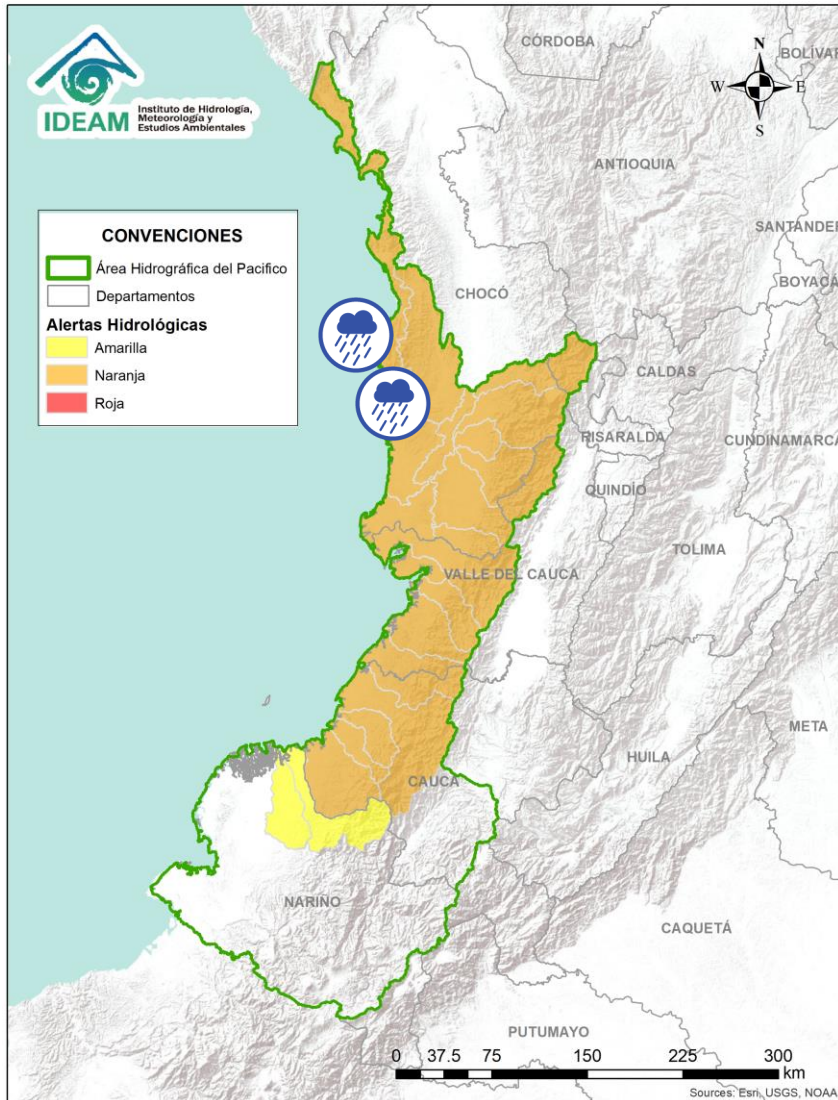 IDEAM
Instituto de Hidrología,
Meteorología y
Estudios Ambientales
CÓRDOBA
BOLÍVAR
N
W E
S
ANTIOQUIA
SANTANDER
CONVENCIONES
Área Hidrográfica del Pacifico
Departamentos
Alertas Hidrológicas
Amarilla
Naranja
Roja
BOYACÁ
CHOCÓ
CALDAS
RISARALDA
CUNDINAMARCA
QUINDÍO
TOLIMA
VALLE DEL CAUCA
META
HUILA
CAUCA
NARIÑO
CAQUETÁ
PUTUMAYO
0 37.5 75 150 225 300
km
Sources: Esri, USGS, NOAA